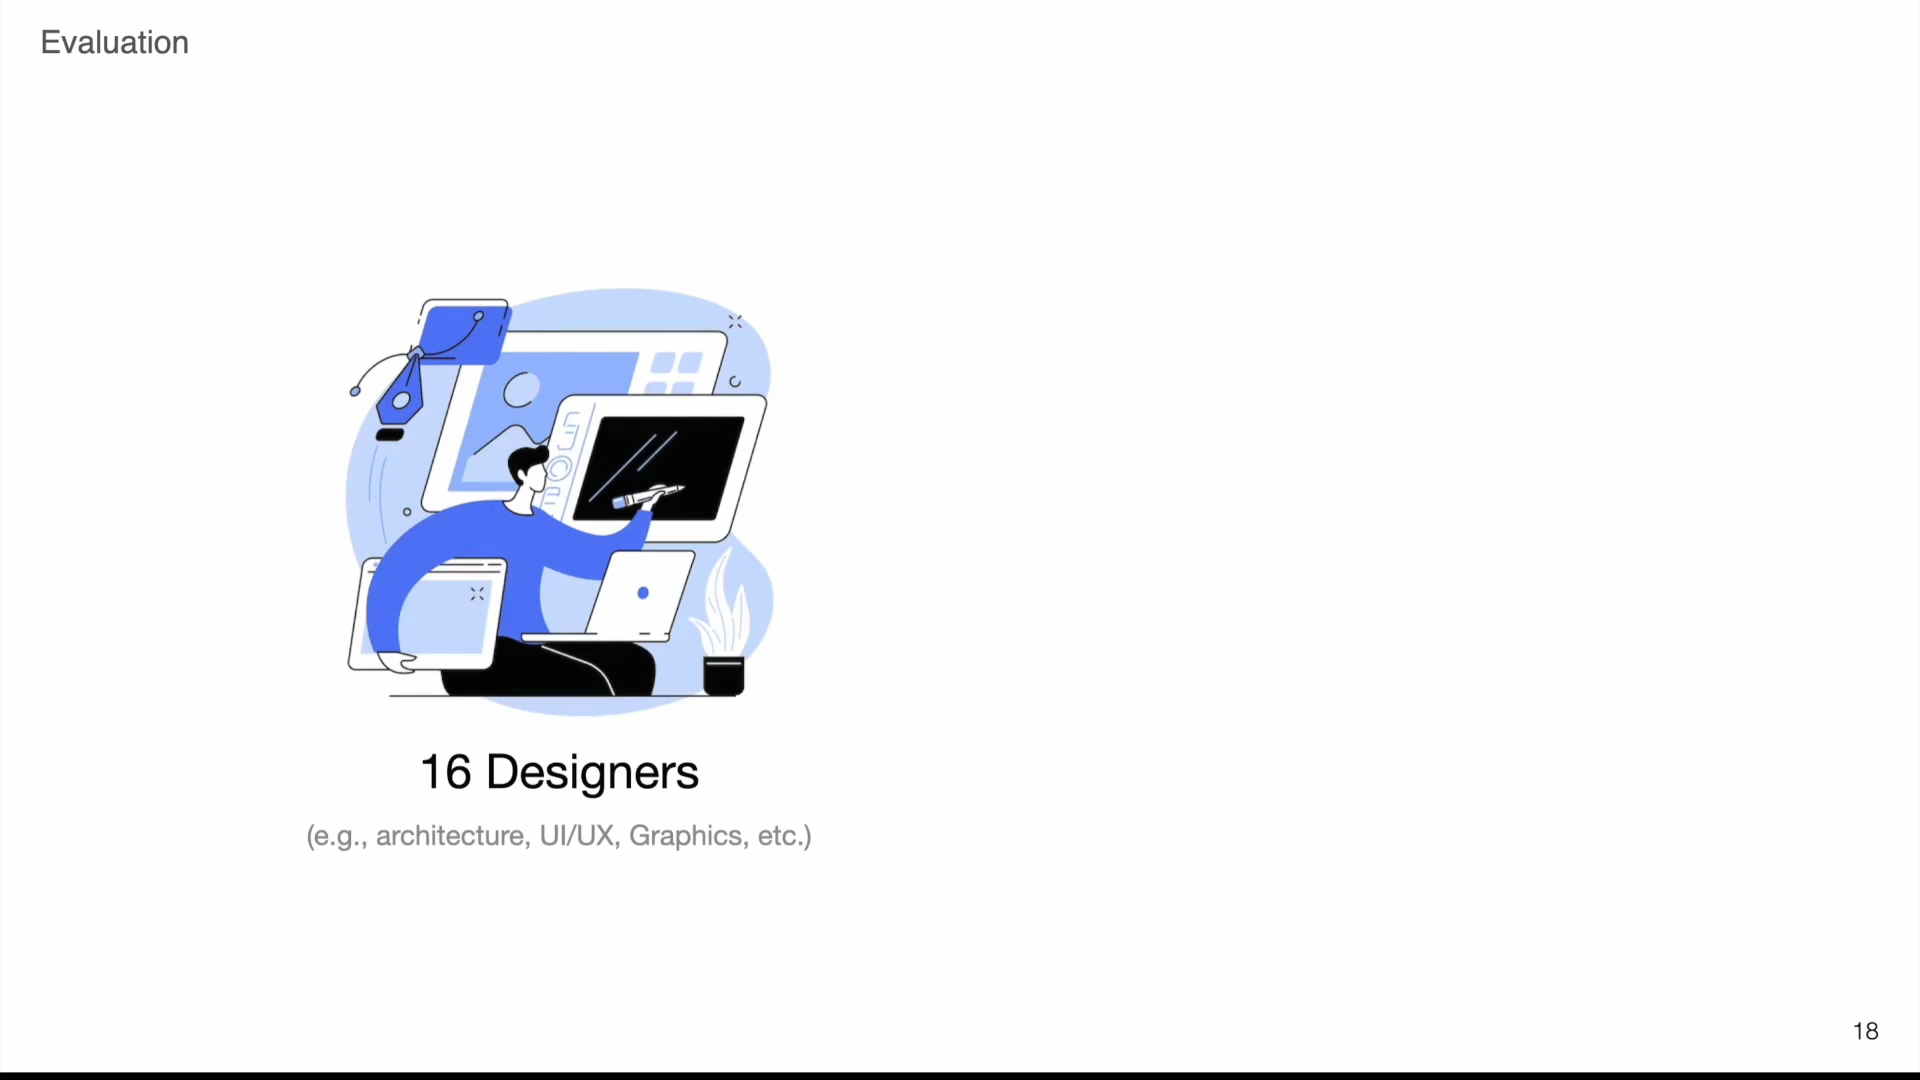 Evaluation
16 Designers
(e.g., architecture, UI/UX, Graphics, etc.)
18